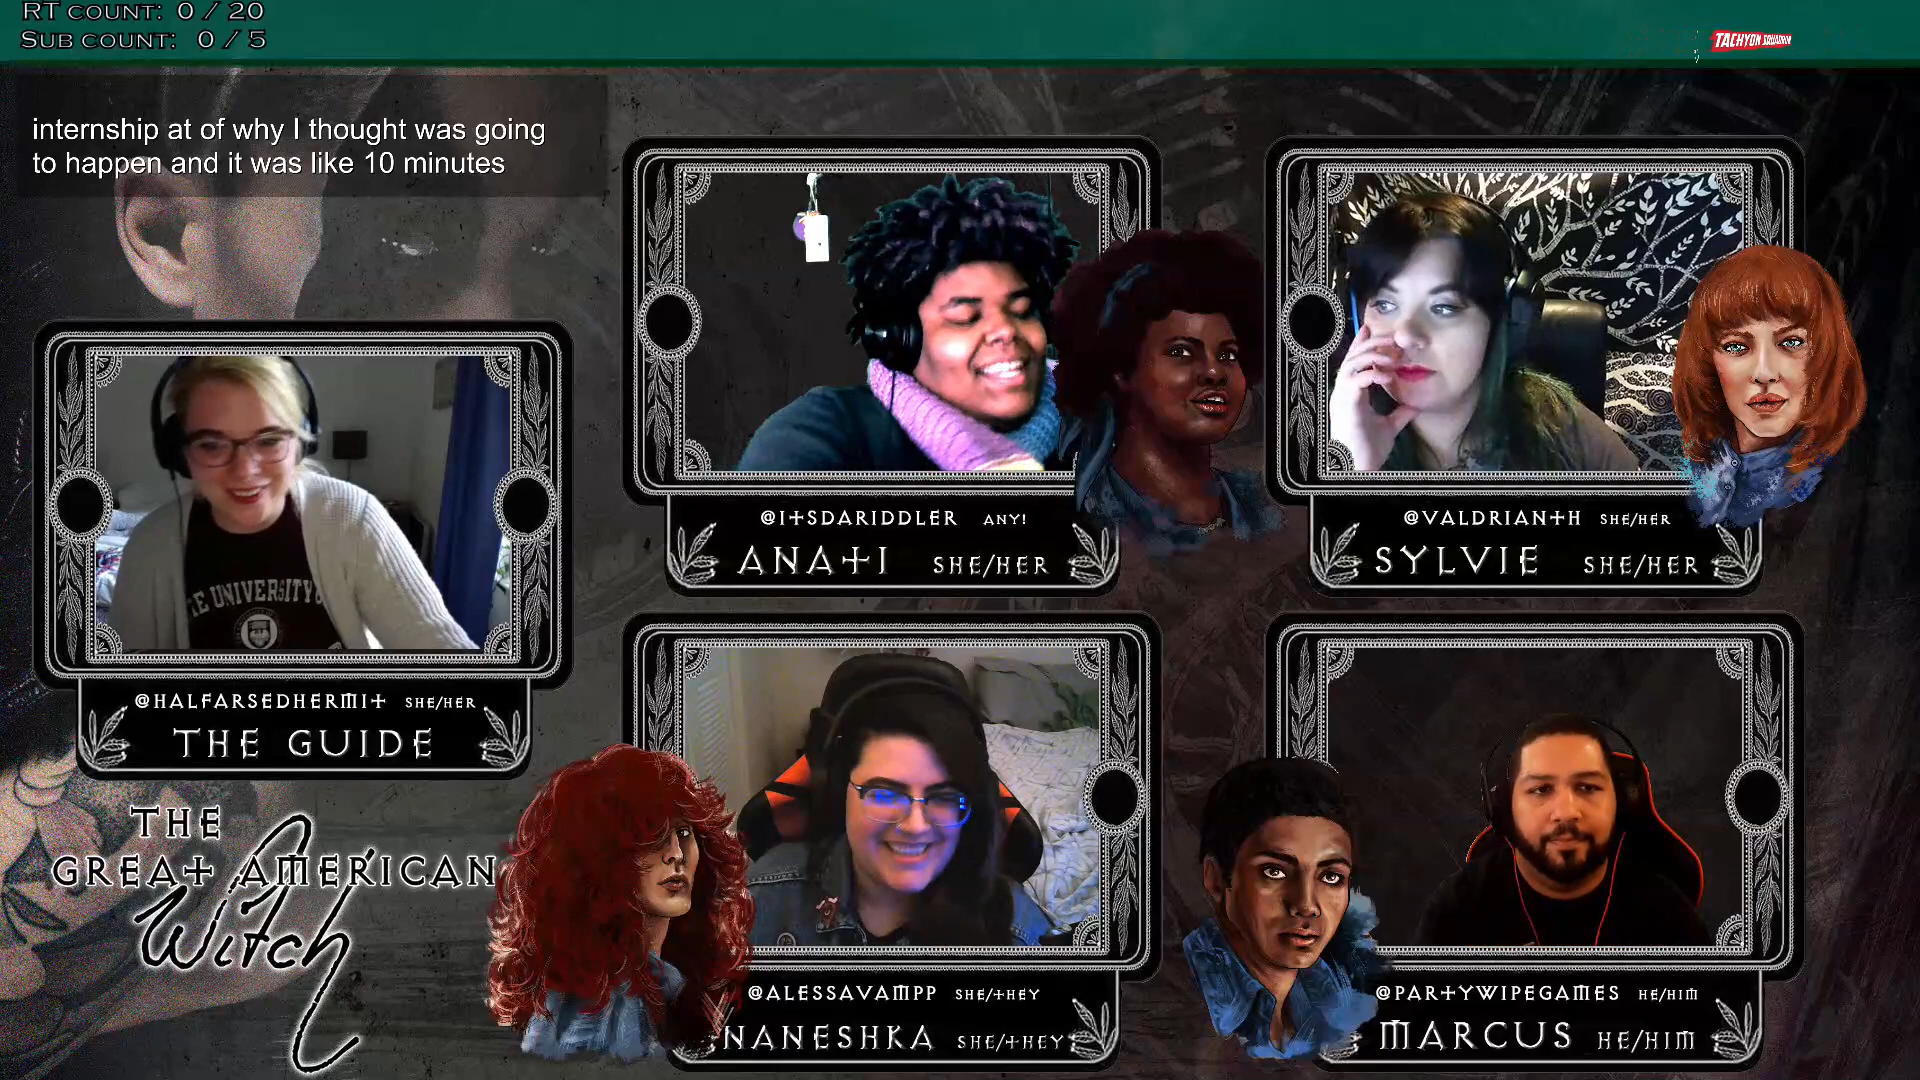 RT COUNT: 0 / 20
SUB COUNT: 0 / 5
TACHYON SQUADRON
internship at of why I thought was going
to happen and it was like 10 minutes
@ITSDARIDDLER ANY!
ANATI SHE/HER
@VALDRIANTH SHE/HER
SYLVIE SHE/HER
UNIVERSITY
@HALFARSEDHERMIT SHE/HER
THE GUIDE
THE
GREAT AMERICAN
Witch
@ALESSAVAMPP SHE/THEY
NANESHKA SHE/THEY
@PARTYWIPEGAMES HE/HIM
MARCUS HE/HIM